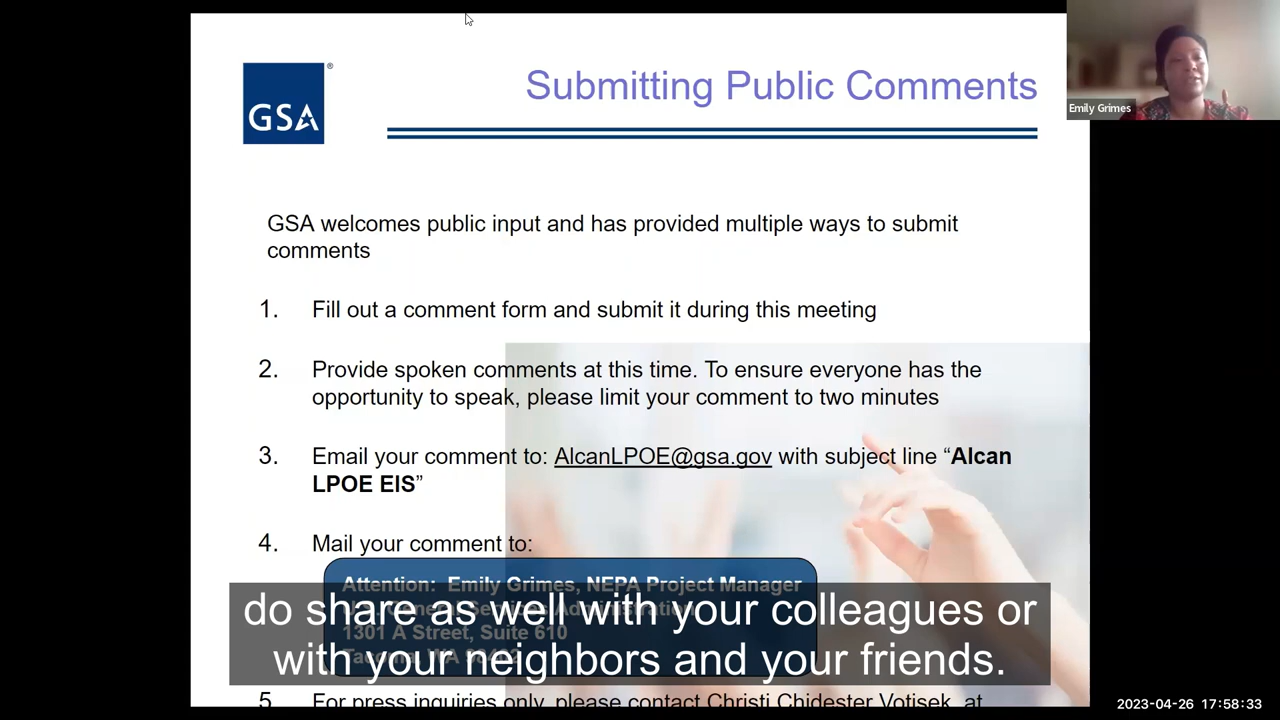 GSA
®
Submitting Public Comments
Emily Grimes
GSA welcomes public input and has provided multiple ways to submit
comments
1. Fill out a comment form and submit it during this meeting
2. Provide spoken comments at this time. To ensure everyone has the
opportunity to speak, please limit your comment to two minutes
3. Email your comment to: AlcanLPOE@gsa.gov with subject line “Alcan
LPOE EIS”
4. Mail your comment to:
Attention: Emily Grimes, NEPA Project Manager
General Services Administration
1301 A Street, Suite 610
Tacoma, WA
do share as well with your colleagues or
with your neighbors and your friends.
5. For press inquiries only, please contact Christi Chidester Votisek, at
2023-04-26 17:58:33